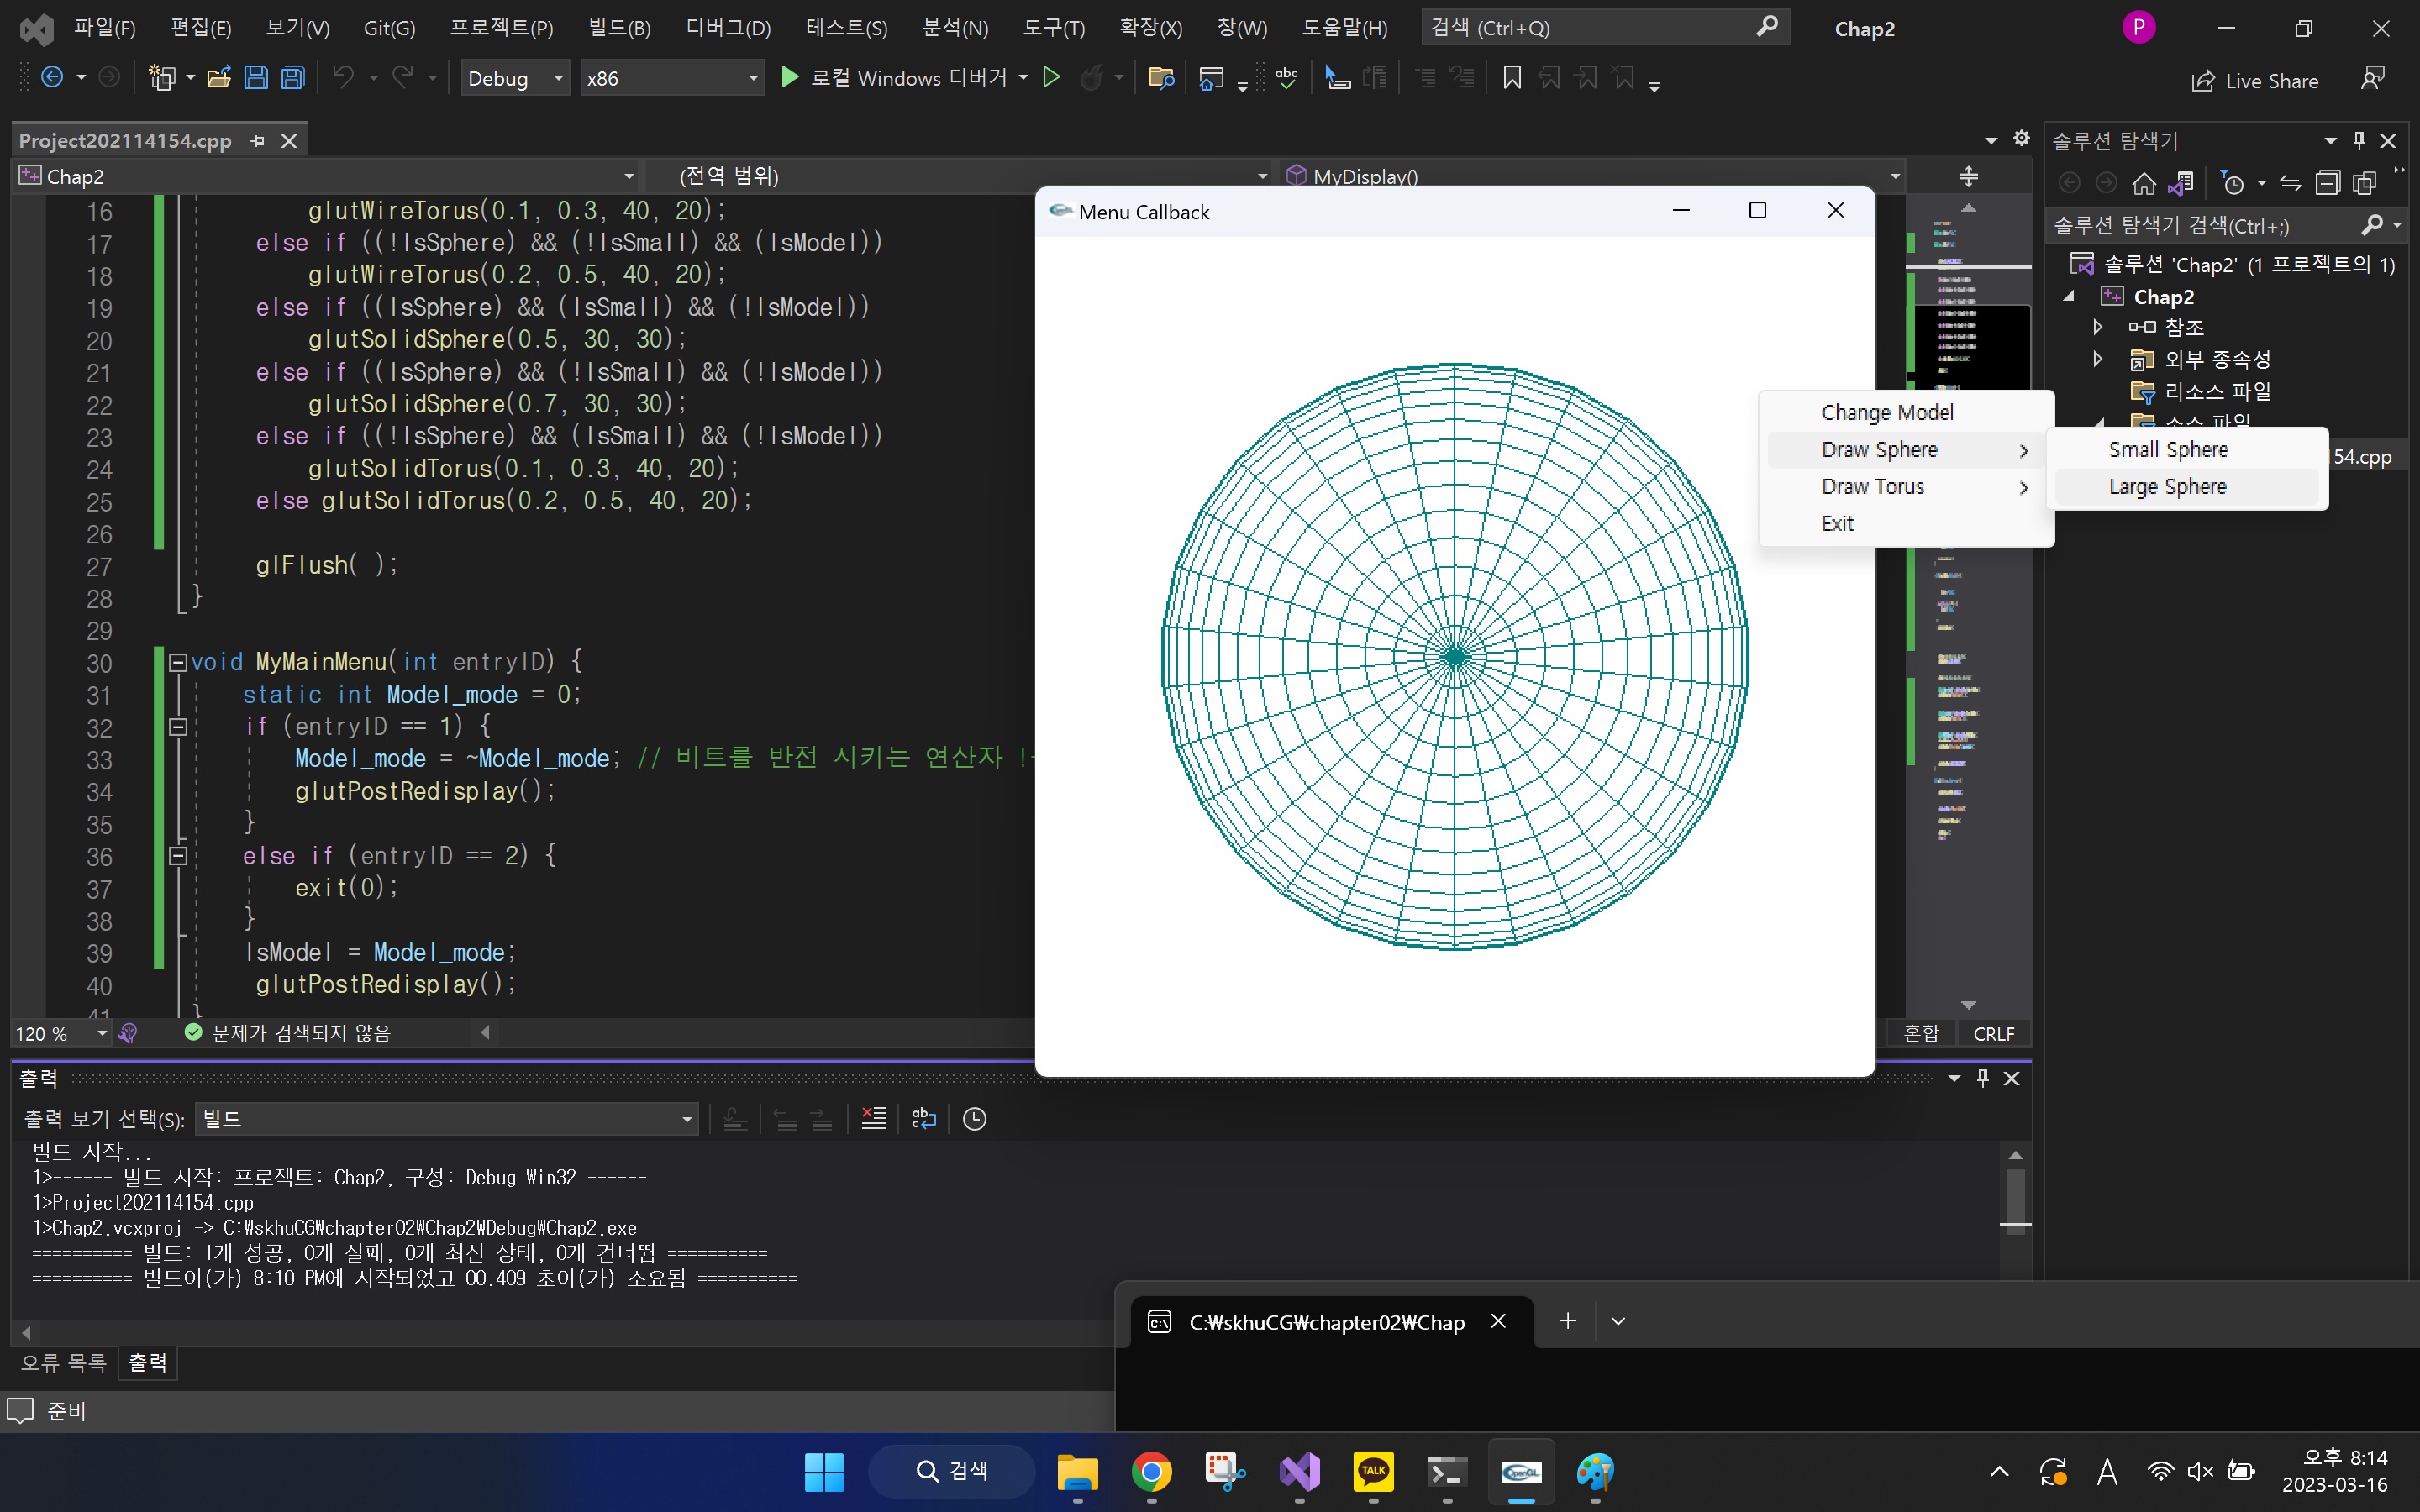 파일(F) 편집(E) 보기(V) Git(G) 프로젝트(P) 빌드(B) 디버그(D) 테스트(S) 분석(N) 도구(T) 확장(X) 창(W) 도움말(H) 검색 (Ctrl+Q) Chap2 P
Debug x86 로컬 Windows 디버거 Live Share
Project202114154.cpp
Chap2 (전역 범위) MyDisplay()
16 glutWireTorus(0.1, 0.3, 40, 20);
17 else if ((!IsSphere) && (!IsSmall) && (IsModel))
18 glutWireTorus(0.2, 0.5, 40, 20);
19 else if ((IsSphere) && (IsSmall) && (!IsModel))
20 glutSolidSphere(0.5, 30, 30);
21 else if ((IsSphere) && (!IsSmall) && (!IsModel))
22 glutSolidSphere(0.7, 30, 30);
23 else if ((!IsSphere) && (IsSmall) && (!IsModel))
24 glutSolidTorus(0.1, 0.3, 40, 20);
25 else glutSolidTorus(0.2, 0.5, 40, 20);
26
27 glFlush( );
28 }
29
30 void MyMainMenu(int entryID) {
31 static int Model_mode = 0;
32 if (entryID == 1) {
33 Model_mode = ~Model_mode; // 비트를 반전 시키는 연산자 !
34 glutPostRedisplay();
35 }
36 else if (entryID == 2) {
37 exit(0);
38 }
39 IsModel = Model_mode;
40 glutPostRedisplay();
41 }
120 % 문제가 검색되지 않음 혼합 CRLF
Menu Callback
Change Model
Draw Sphere
Draw Torus
Exit
Small Sphere
Large Sphere
솔루션 탐색기
솔루션 탐색기 검색(Ctrl+;)
솔루션 'Chap2' (1 프로젝트의 1)
Chap2
참조
외부 종속성
리소스 파일
소스 파일
54.cpp
출력
출력 보기 선택(S): 빌드
빌드 시작...
1>------ 빌드 시작: 프로젝트: Chap2, 구성: Debug Win32 ------
1>Project202114154.cpp
1>Chap2.vcxproj -> C:₩skhuCG₩chapter02₩Chap2₩Debug₩Chap2.exe
========== 빌드: 1개 성공, 0개 실패, 0개 최신 상태, 0개 건너뜀 ==========
========== 빌드이(가) 8:10 PM에 시작되었고 00.409 초이(가) 소요됨 ==========
오류 목록 출력
준비
C:₩skhuCG₩chapter02₩Chap
검색 TALK OpenGL A 오후 8:14
2023-03-16